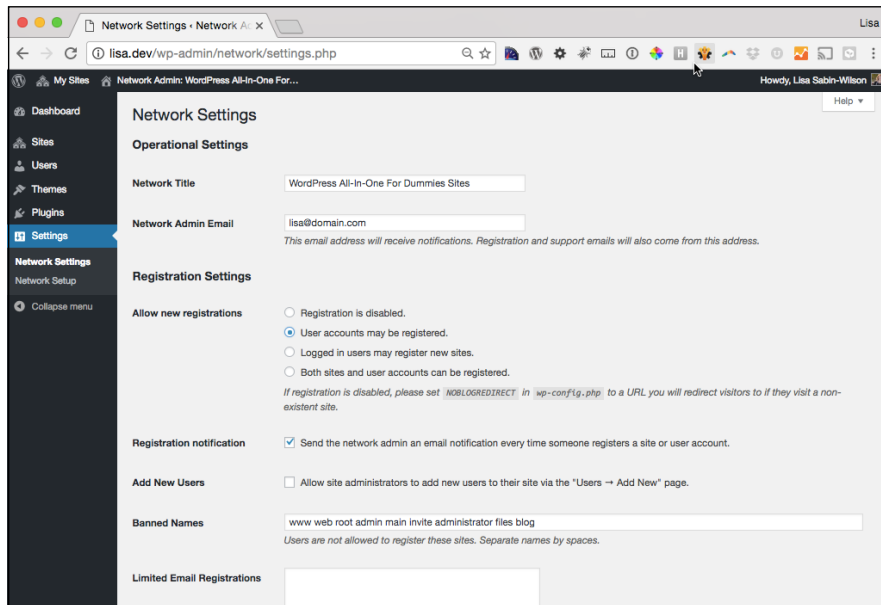 Network Settings ‹ Network Ac
Lisa
lisa.dev/wp-admin/network/settings.php
My Sites
Network Admin: WordPress All-In-One For...
Howdy, Lisa Sabin-Wilson
Help
Dashboard
Sites
Users
Themes
Plugins
Settings
Network Settings
Network Setup
Collapse menu
Network Settings
Operational Settings
Network Title
WordPress All-In-One For Dummies Sites
Network Admin Email
lisa@domain.com
This email address will receive notifications. Registration and support emails will also come from this address.
Registration Settings
Allow new registrations
Registration is disabled.
User accounts may be registered.
Logged in users may register new sites.
Both sites and user accounts can be registered.
If registration is disabled, please set NOBLOGREDIRECT in wp-config.php to a URL you will redirect visitors to if they visit a non-
existent site.
Registration notification
Send the network admin an email notification every time someone registers a site or user account.
Add New Users
Allow site administrators to add new users to their site via the "Users → Add New" page.
Banned Names
www web root admin main invite administrator files blog
Users are not allowed to register these sites. Separate names by spaces.
Limited Email Registrations